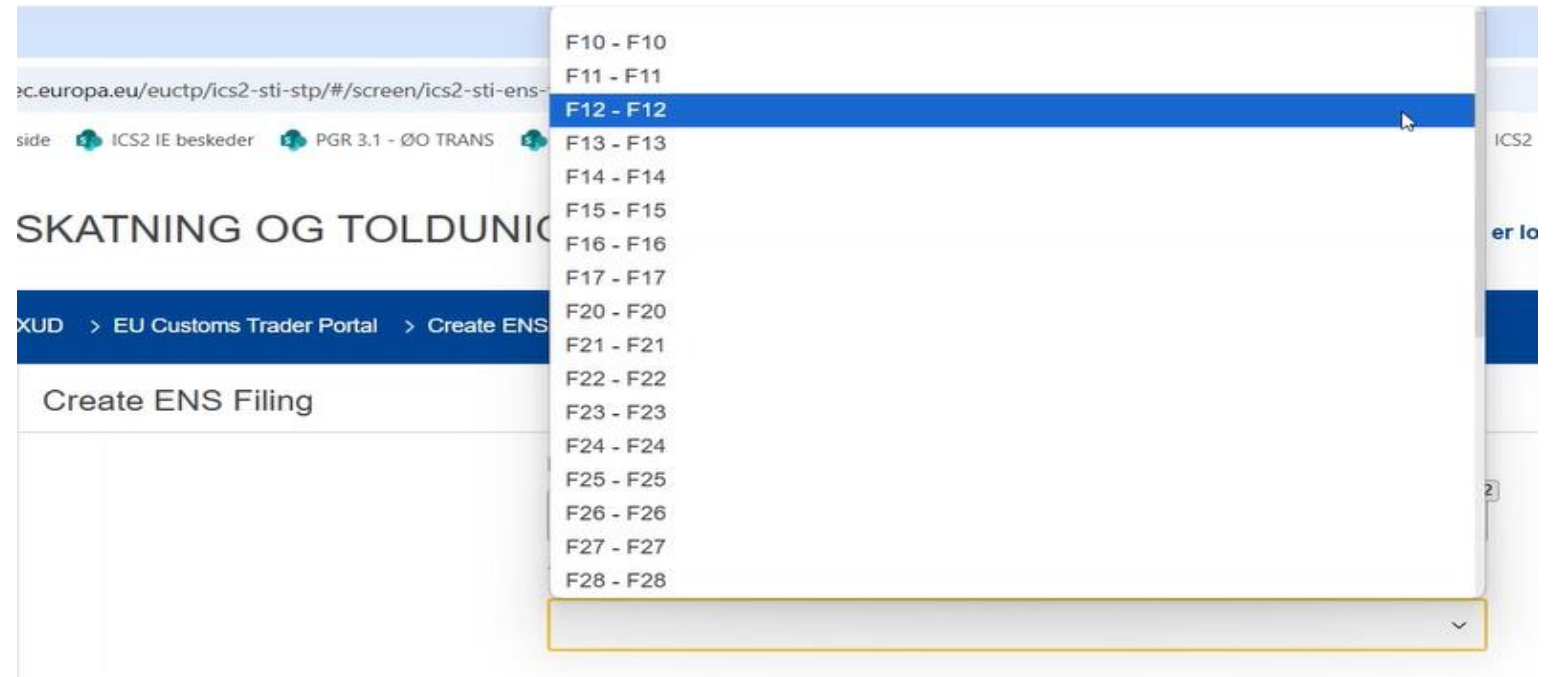 F10 - F10
F11 - F11
F12 - F12
F13 - F13
F14 - F14
F15 - F15
F16 - F16
F17 - F17
F20 - F20
F21 - F21
F22 - F22
F23 - F23
F24 - F24
F25 - F25
F26 - F26
F27 - F27
F28 - F28
ec.europa.eu/euctp/ics2-sti-stp/#/screen/ics2-sti-ens-
side ICS2 IE beskeder PGR 3.1 - ØO TRANS ICS2
SKATNING OG TOLDUNIO
er lo
XUD > EU Customs Trader Portal > Create ENS
Create ENS Filing
2